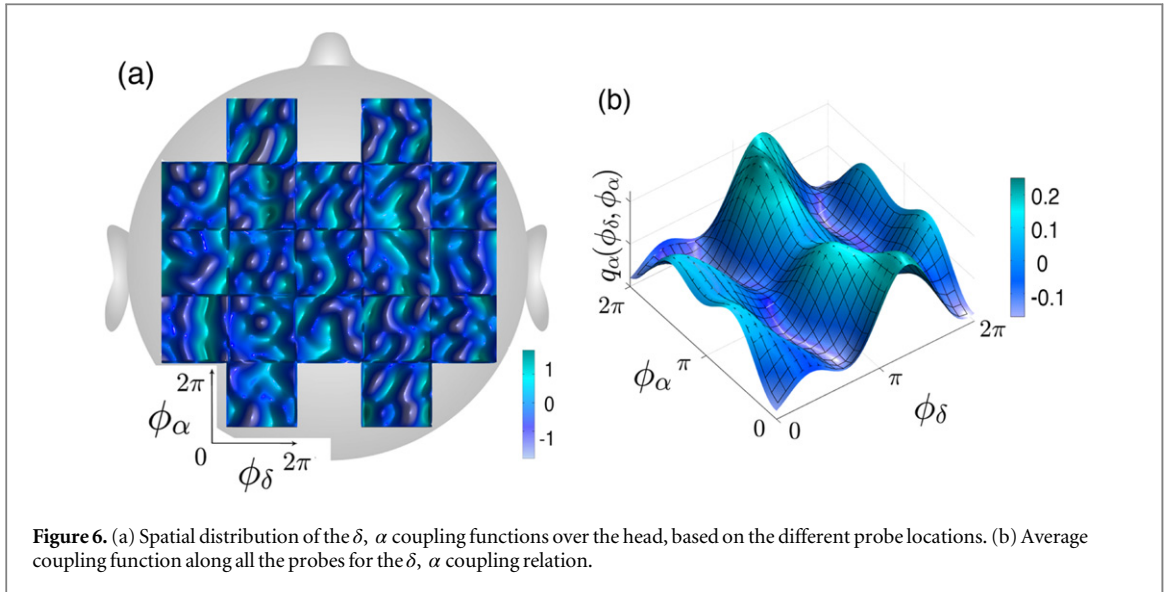 (a)
2π
ϕα
0
ϕδ
2π
1
0
-1
(b)
qα(ϕδ, ϕα)
2π
ϕα
π
0
0
π
ϕδ
2π
0.2
0.1
0
-0.1
Figure 6. (a) Spatial distribution of the δ, α coupling functions over the head, based on the different probe locations. (b) Average
coupling function along all the probes for the δ, α coupling relation.